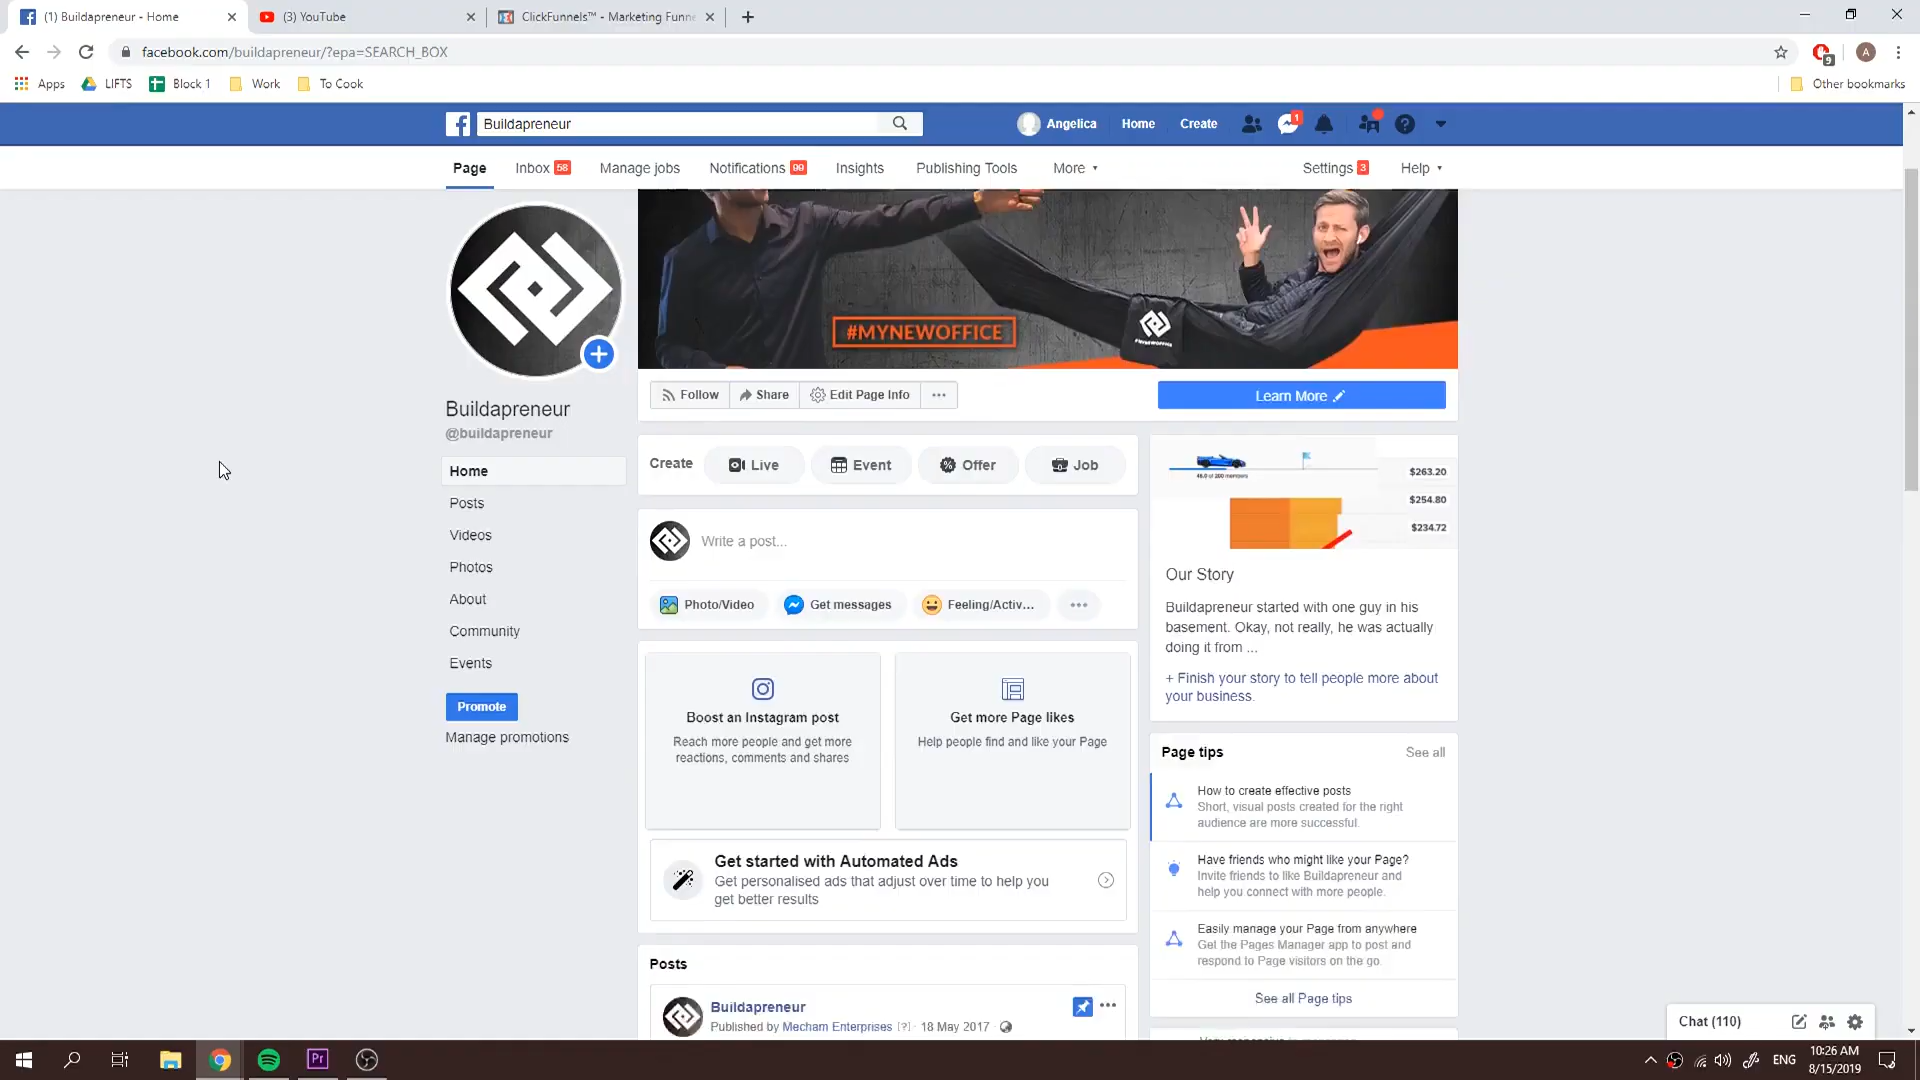 (1) Buildapreneur - Home
(3) YouTube
ClickFunnels™ - Marketing Funne
facebook.com/buildapreneur/?epa=SEARCH_BOX
9
A
Apps
LIFTS
Block 1
Work
To Cook
Other bookmarks
Buildapreneur
Angelica
Home
Create
1
Page
Inbox 58
Manage jobs
Notifications 99
Insights
Publishing Tools
More
Settings 3
Help
#MYNEWOFFICE
#MYNEWOFFICE
Follow
Share
Edit Page Info
Learn More
Buildapreneur
@buildapreneur
Home
Posts
Videos
Photos
About
Community
Events
Promote
Manage promotions
Create
Live
Event
Offer
Job
Write a post...
Photo/Video
Get messages
Feeling/Activ...
Boost an Instagram post
Reach more people and get more
reactions, comments and shares
Get more Page likes
Help people find and like your Page
Get started with Automated Ads
Get personalised ads that adjust over time to help you
get better results
Posts
Buildapreneur
Published by Mecham Enterprises [?] · 18 May 2017 ·
$263.20
$254.80
$234.72
Our Story
Buildapreneur started with one guy in his
basement. Okay, not really, he was actually
doing it from ...
+ Finish your story to tell people more about
your business.
Page tips
See all
How to create effective posts
Short, visual posts created for the right
audience are more successful.
Have friends who might like your Page?
Invite friends to like Buildapreneur and
help you connect with more people.
Easily manage your Page from anywhere
Get the Pages Manager app to post and
respond to Page visitors on the go.
See all Page tips
Chat (110)
Pr
ENG
10:26 AM
8/15/2019